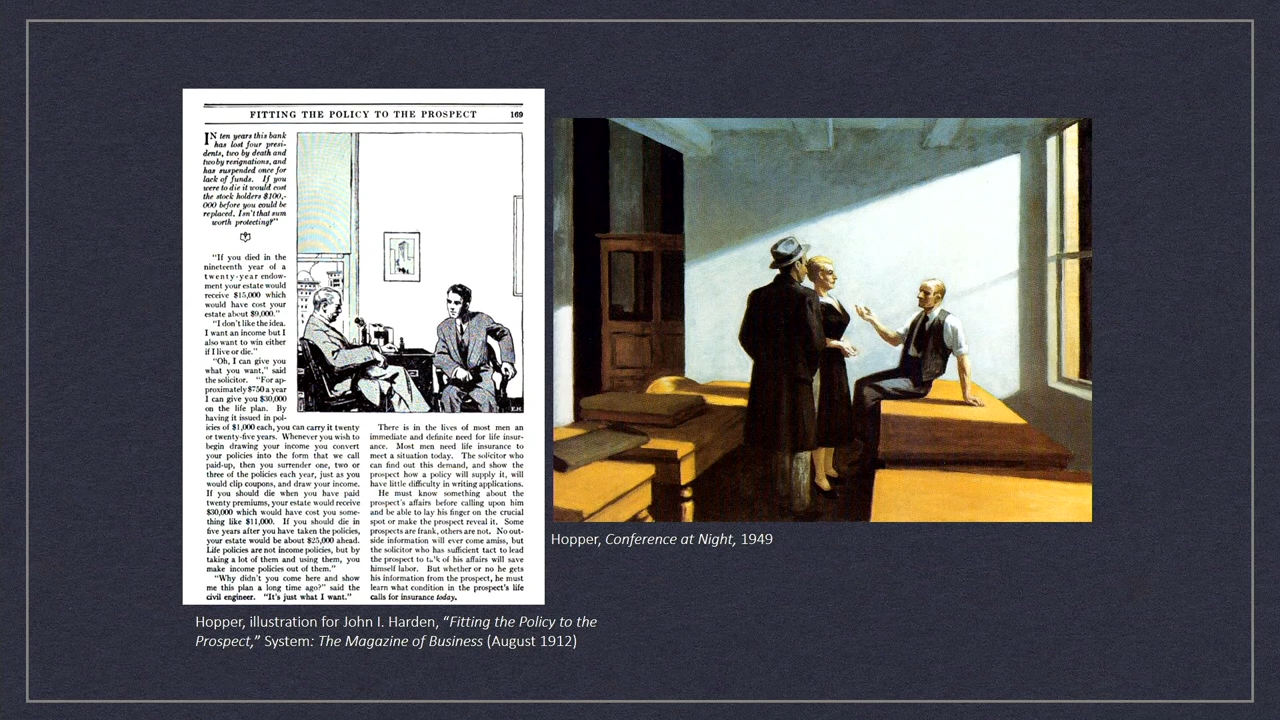 FITTING THE POLICY TO THE PROSPECT 169
IN ten years this bank
has lost four presi-
dents, two by death and
two by resignations, and
has suspended once for
lack of funds. If you
were to die it would cost
the stock holders $100,-
000 before you could be
replaced. Isn't that sum
worth protecting?"
"If you died in the
nineteenth year of a
twenty-year endow-
ment your estate would
receive $15,000 which
would have cost your
estate about $9,000."
"I don't like the idea.
I want an income but I
also want to win either
if I live or die."
"Oh, I can give you
what you want," said
the solicitor. "For ap-
proximately $750 a year
I can give you $30,000
on the life plan. By
having it issued in pol-
icies of $1,000 each, you can carry it twenty
or twenty-five years. Whenever you wish to
begin drawing your income you convert
your policies into the form that we call
paid-up, then you surrender one, two or
three of the policies each year, just as you
would clip coupons, and draw your income.
If you should die when you have paid
twenty premiums, your estate would receive
$30,000 which would have cost you some-
thing like $11,000. If you should die in
five years after you have taken the policies,
your estate would be about $25,000 ahead.
Life policies are not income policies, but by
taking a lot of them and using them, you
make income policies out of them."
"Why didn't you come here and show
me this plan a long time ago?" said the
civil engineer. "It's just what I want."
E.H.
There is in the lives of most men an
immediate and definite need for life insur-
ance. Most men need life insurance to
meet a situation today. The solicitor who
can find out this demand, and show the
prospect how a policy will supply it, will
have little difficulty in writing applications.
He must know something about the
prospect's affairs before calling upon him
and be able to lay his finger on the crucial
spot or make the prospect reveal it. Some
prospects are frank, others are not. No out-
side information will ever come amiss, but
the solicitor who has sufficient tact to lead
the prospect to talk of his affairs will save
himself labor. But whether or no he gets
his information from the prospect, he must
learn what condition in the prospect's life
calls for insurance today.
Hopper, Conference at Night, 1949
Hopper, illustration for John I. Harden, "Fitting the Policy to the
Prospect," System: The Magazine of Business (August 1912)